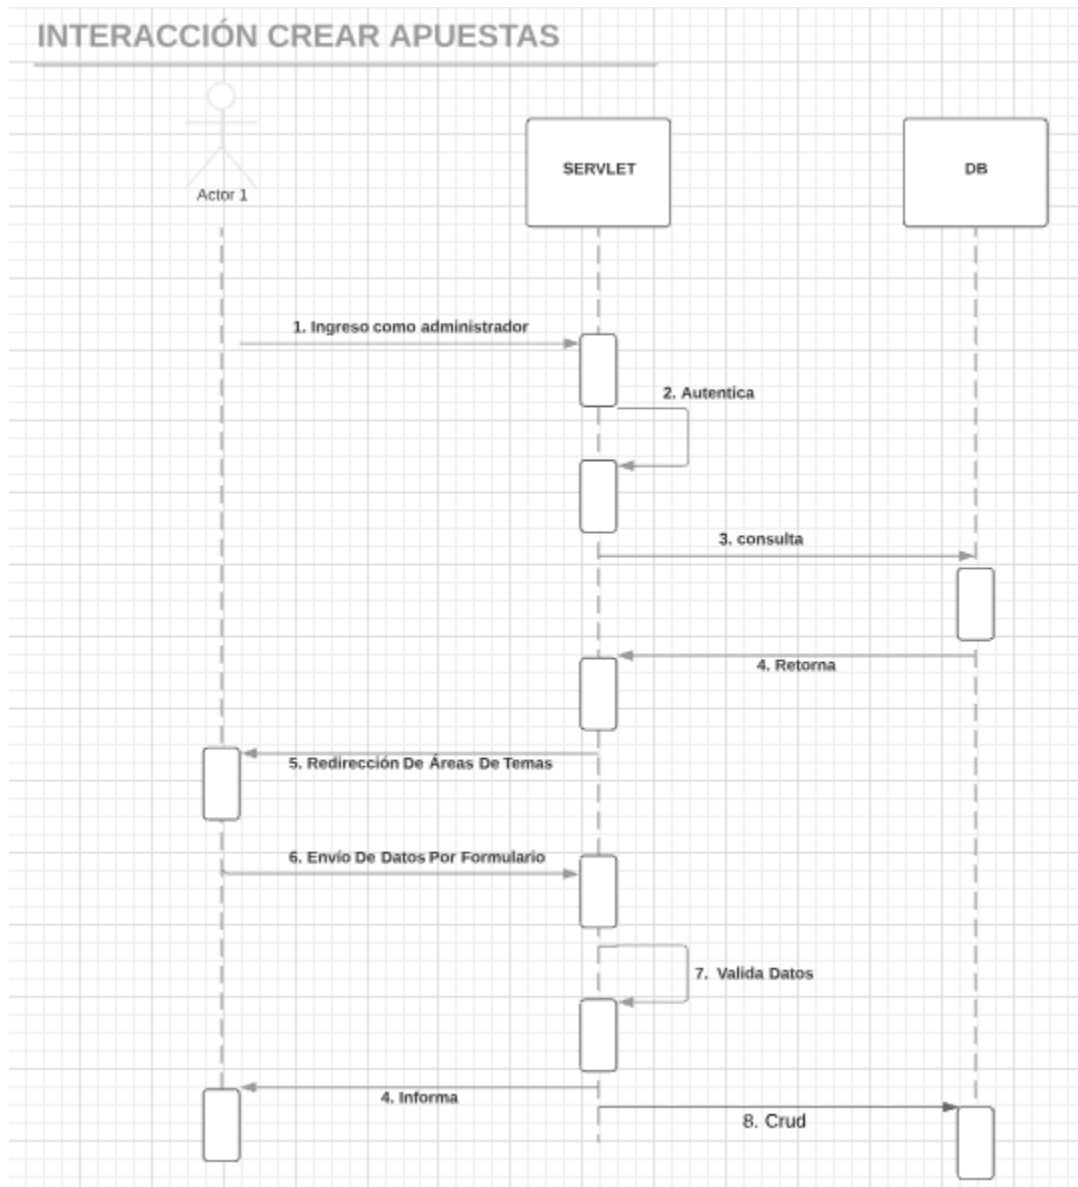 INTERACCIÓN CREAR APUESTAS
Actor 1
SERVLET
DB
1. Ingreso como administrador
2. Autentica
3. consulta
4. Retorna
5. Redirección De Áreas De Temas
6. Envío De Datos Por Formulario
7. Valida Datos
4. Informa
8. Crud